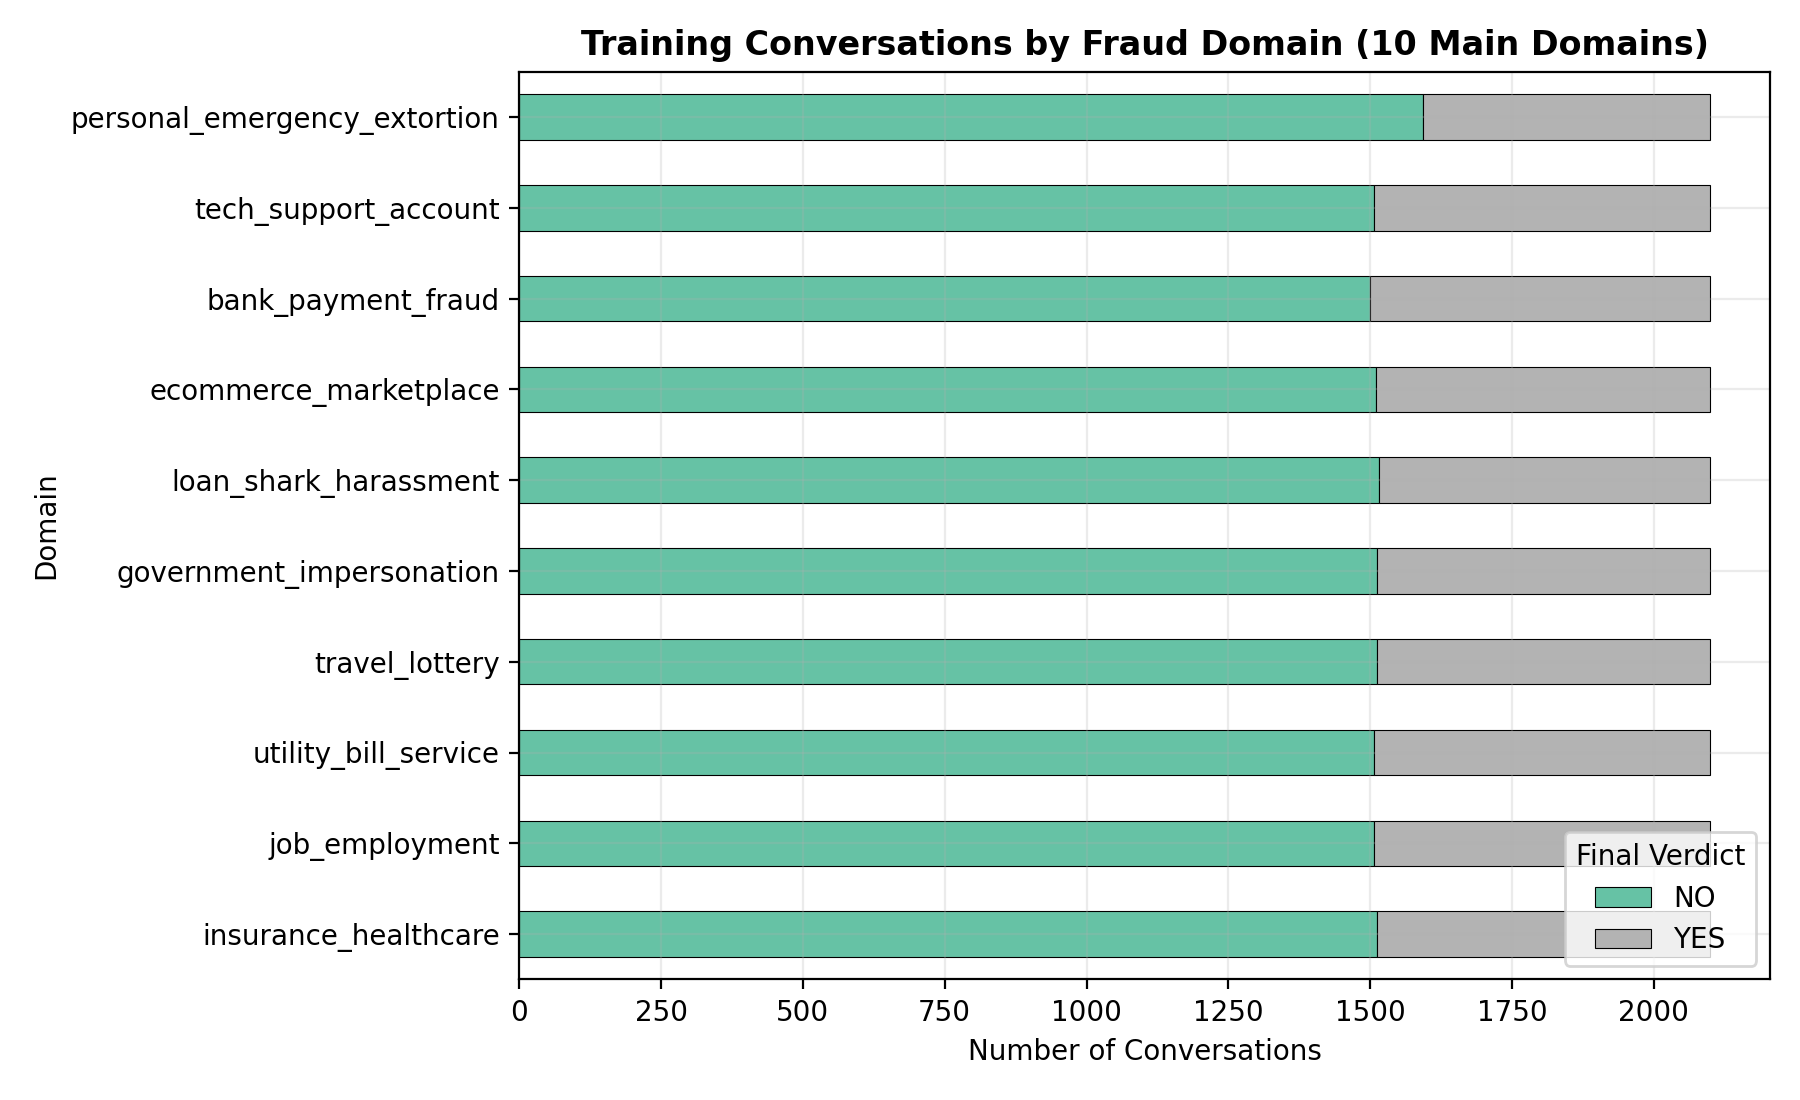 Training Conversations by Fraud Domain (10 Main Domains)
personal_emergency_extortion
tech_support_account
bank_payment_fraud
ecommerce_marketplace
loan_shark_harassment
government_impersonation
travel_lottery
utility_bill_service
job_employment
insurance_healthcare
Domain
Final Verdict
NO
YES
0 250 500 750 1000 1250 1500 1750 2000
Number of Conversations